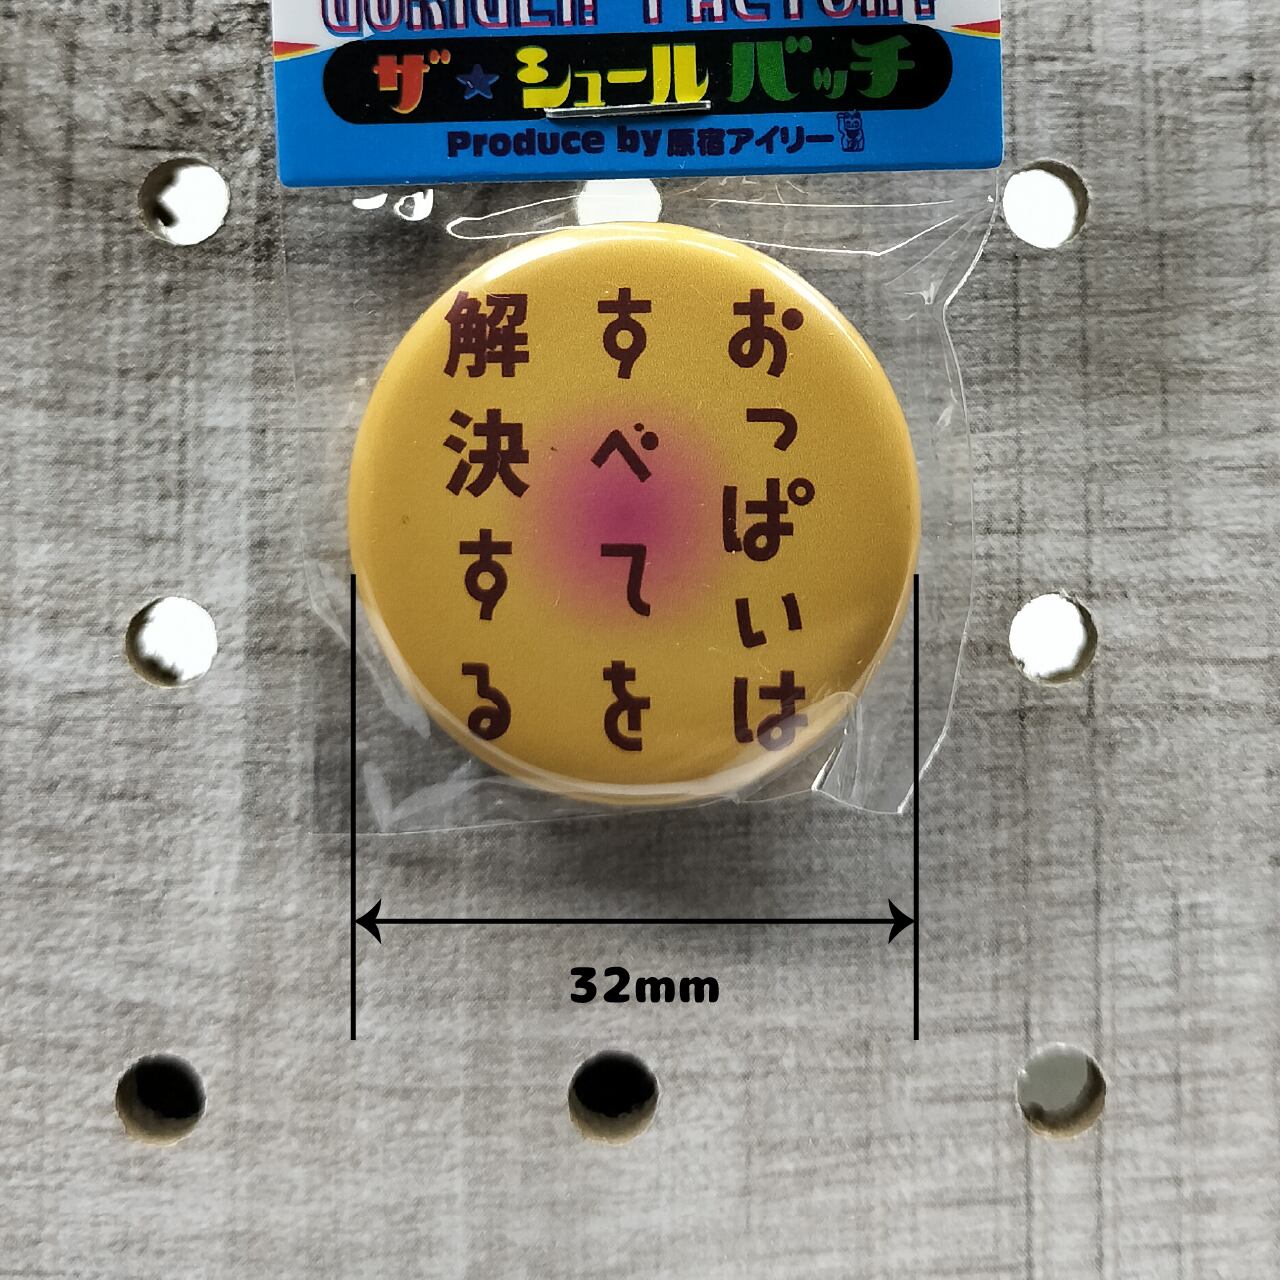 FACTORY
ザ★シュールバッチ
Produce by 原宿アイリー
おっぱいは
すべてを
解決する
32mm